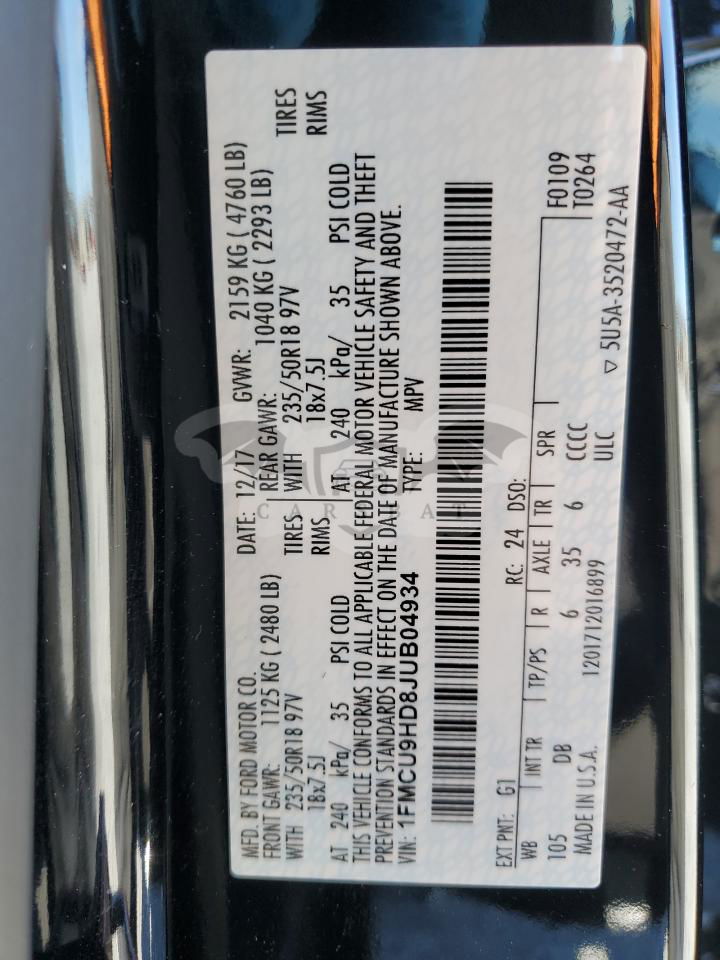 MFD. BY FORD MOTOR CO. DATE: 12/17 GVWR: 2159 KG ( 4760 LB)
FRONT GAWR: 1125 KG ( 2480 LB) REAR GAWR: 1040 KG ( 2293 LB)
WITH 235/50R18 97V TIRES WITH 235/50R18 97V TIRES
18x7.5J RIMS 18x7.5J RIMS
AT 240 kPa/ 35 PSI COLD AT 240 kPa/ 35 PSI COLD
THIS VEHICLE CONFORMS TO ALL APPLICABLE FEDERAL MOTOR VEHICLE SAFETY AND THEFT
PREVENTION STANDARDS IN EFFECT ON THE DATE OF MANUFACTURE SHOWN ABOVE.
VIN: 1FMCU9HD8JUB04934 TYPE: MPV
EXT PNT: G1 RC: 24 DSO: F0109
WB INT TR TP/PS R AXLE TR SPR T0264
105 DB 6 35 6 CCCC
MADE IN U.S.A. 1201712016899 ULC ▽ 5U5A-3520472-AA
CAR BAT